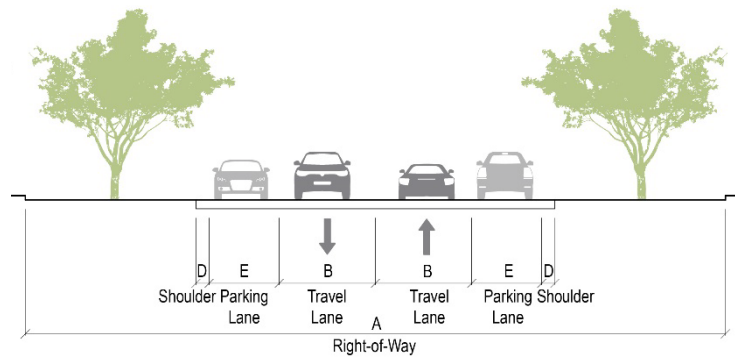 D E B B E D
Shoulder Parking Travel Travel Parking Shoulder
Lane Lane Lane Lane
A
Right-of-Way